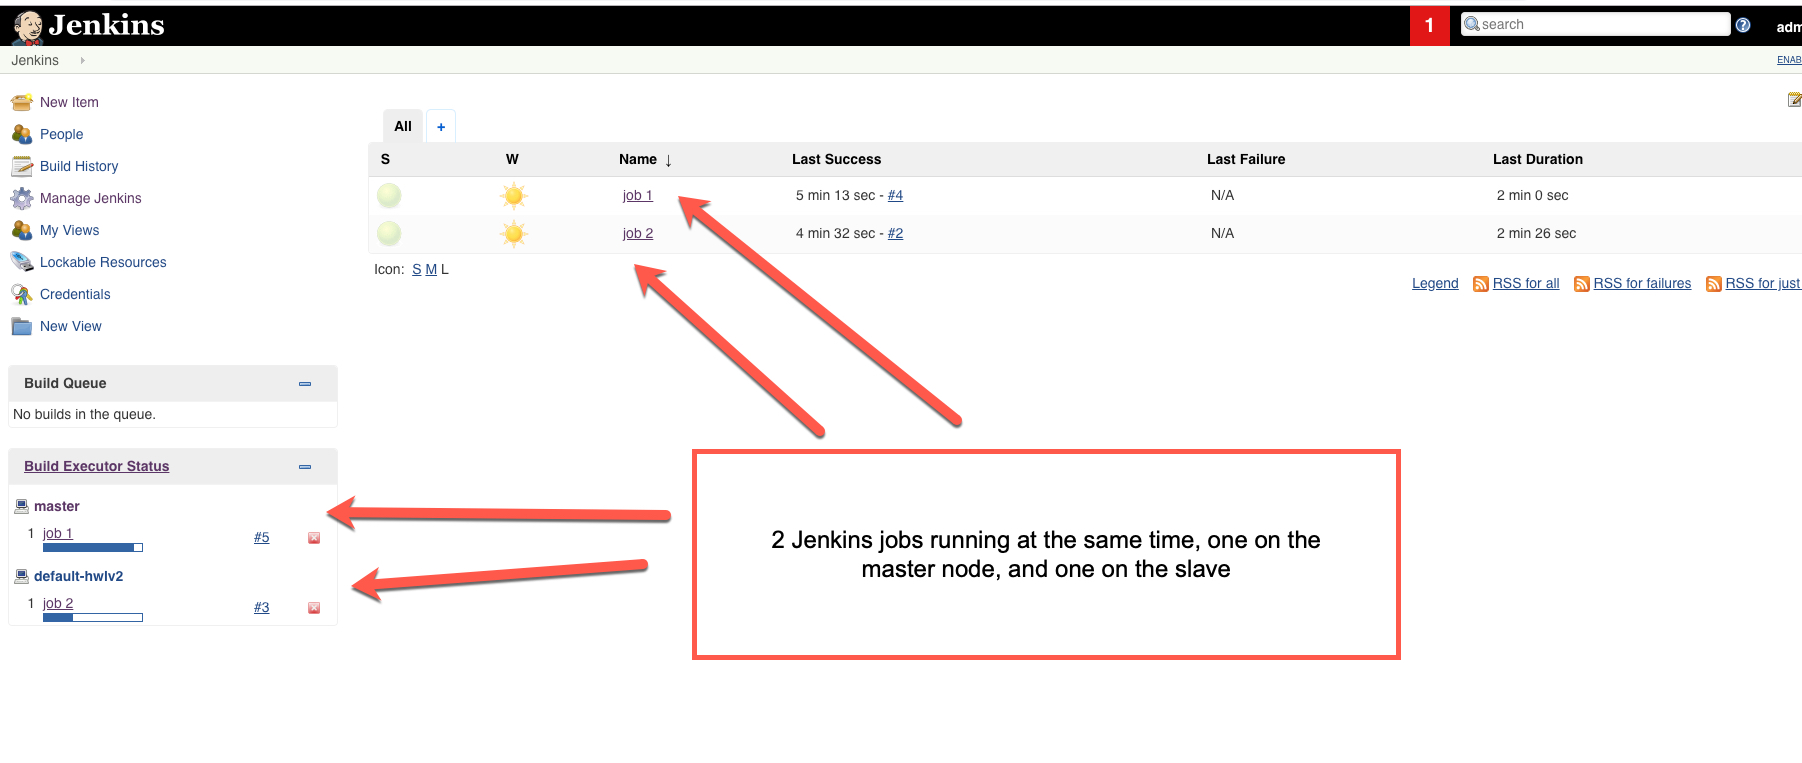 Jenkins
1
search
adm
Jenkins
ENAB
New Item
People
Build History
Manage Jenkins
My Views
Lockable Resources
Credentials
New View
All +
S W Name ↓ Last Success Last Failure Last Duration
job 1 5 min 13 sec - #4 N/A 2 min 0 sec
job 2 4 min 32 sec - #2 N/A 2 min 26 sec
Icon: S M L
Legend RSS for all RSS for failures RSS for just
Build Queue
No builds in the queue.
Build Executor Status
master
1 job 1 #5
default-hwlv2
1 job 2 #3
2 Jenkins jobs running at the same time, one on the
master node, and one on the slave